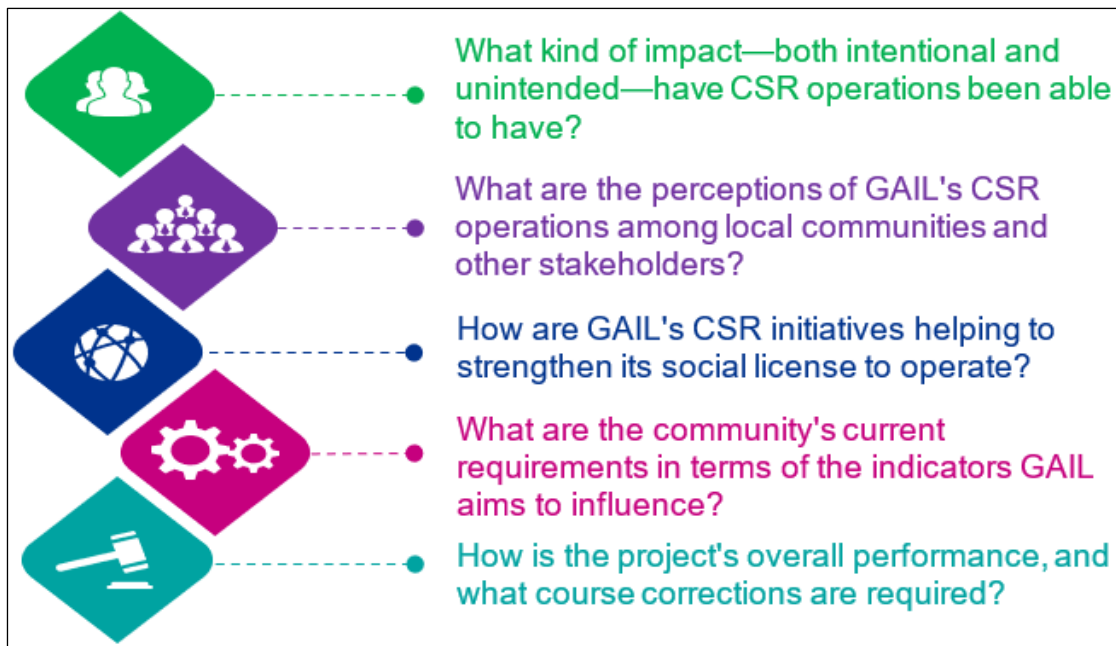 What kind of impact—both intentional and
unintended—have CSR operations been able
to have?
What are the perceptions of GAIL's CSR
operations among local communities and
other stakeholders?
How are GAIL's CSR initiatives helping to
strengthen its social license to operate?
What are the community's current
requirements in terms of the indicators GAIL
aims to influence?
How is the project's overall performance, and
what course corrections are required?